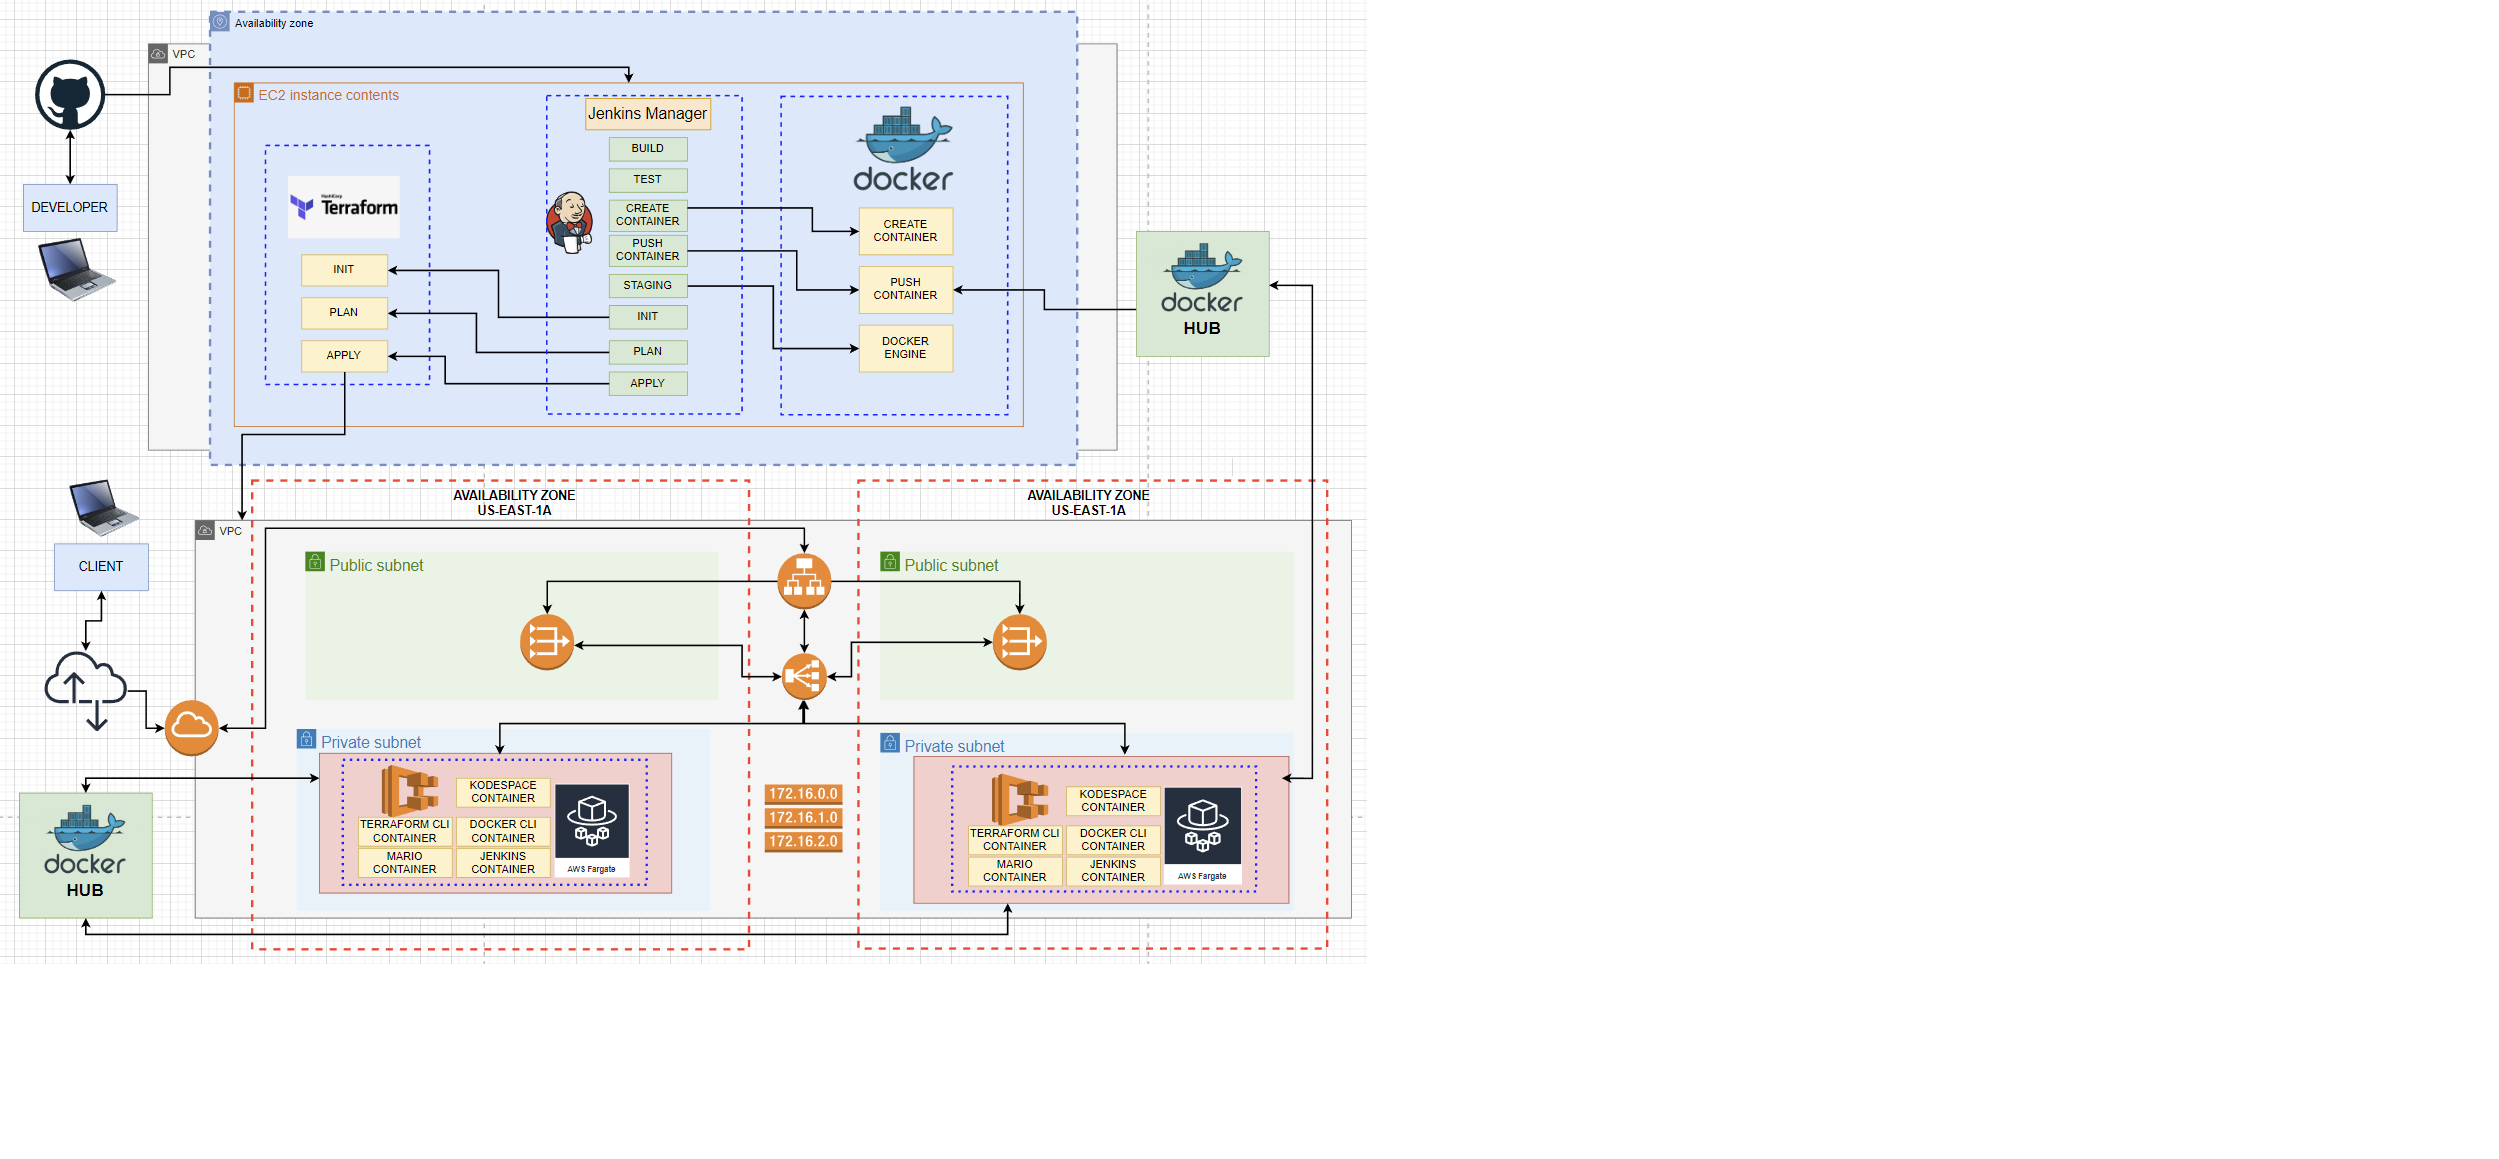 Availability zone
VPC
EC2 instance contents
Jenkins Manager
BUILD
TEST
CREATE
CONTAINER
PUSH
CONTAINER
STAGING
INIT
PLAN
APPLY
HashiCorp
Terraform
INIT
PLAN
APPLY
docker
CREATE
CONTAINER
PUSH
CONTAINER
DOCKER
ENGINE
DEVELOPER
docker
HUB
AVAILABILITY ZONE
US-EAST-1A
AVAILABILITY ZONE
US-EAST-1A
VPC
CLIENT
Public subnet
Public subnet
Private subnet
Private subnet
KODESPACE
CONTAINER
TERRAFORM CLI
CONTAINER
DOCKER CLI
CONTAINER
MARIO
CONTAINER
JENKINS
CONTAINER
AWS Fargate
172.16.0.0
172.16.1.0
172.16.2.0
KODESPACE
CONTAINER
TERRAFORM CLI
CONTAINER
DOCKER CLI
CONTAINER
MARIO
CONTAINER
JENKINS
CONTAINER
AWS Fargate
docker
HUB